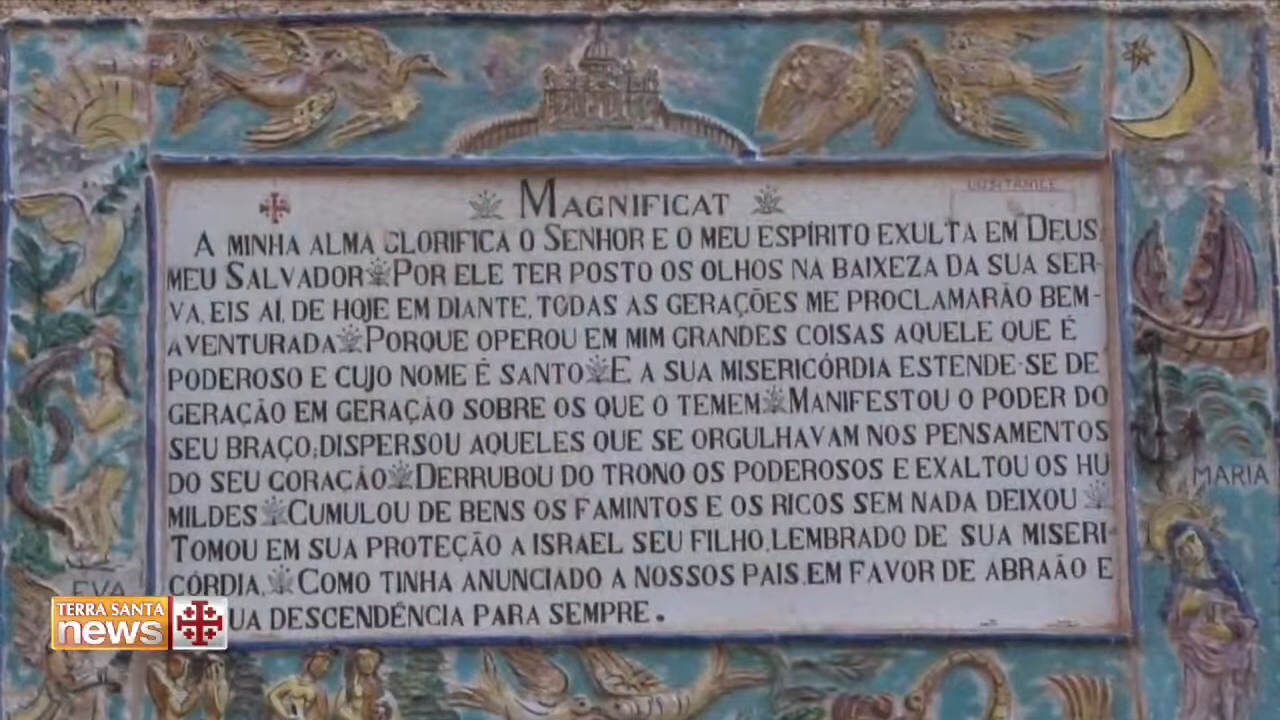 LUSITANICE
MAGNIFICAT
A MINHA ALMA GLORIFICA O SENHOR E O MEU ESPÍRITO EXULTA EM DEUS,
MEU SALVADOR POR ELE TER POSTO OS OLHOS NA BAIXEZA DA SUA SER-
VA, EIS AÍ, DE HOJE EM DIANTE, TODAS AS GERAÇÕES ME PROCLAMARÃO BEM-
AVENTURADA PORQUE OPEROU EM MIM GRANDES COISAS AQUELE QUE É
PODEROSO E CUJO NOME É SANTO E A SUA MISERICÓRDIA ESTENDE-SE DE
GERAÇÃO EM GERAÇÃO SOBRE OS QUE O TEMEM MANIFESTOU O PODER DO
SEU BRAÇO; DISPERSOU AQUELES QUE SE ORGULHAVAM NOS PENSAMENTOS
DO SEU CORAÇÃO DERRUBOU DO TRONO OS PODEROSOS E EXALTOU OS HU
MILDES CUMULOU DE BENS OS FAMINTOS E OS RICOS SEM NADA DEIXOU
TOMOU EM SUA PROTEÇÃO A ISRAEL SEU FILHO, LEMBRADO DE SUA MISERI-
CÓRDIA, COMO TINHA ANUNCIADO A NOSSOS PAIS, EM FAVOR DE ABRAÃO E
UA DESCENDÊNCIA PARA SEMPRE.
MARIA
EVA
TERRA SANTA
news